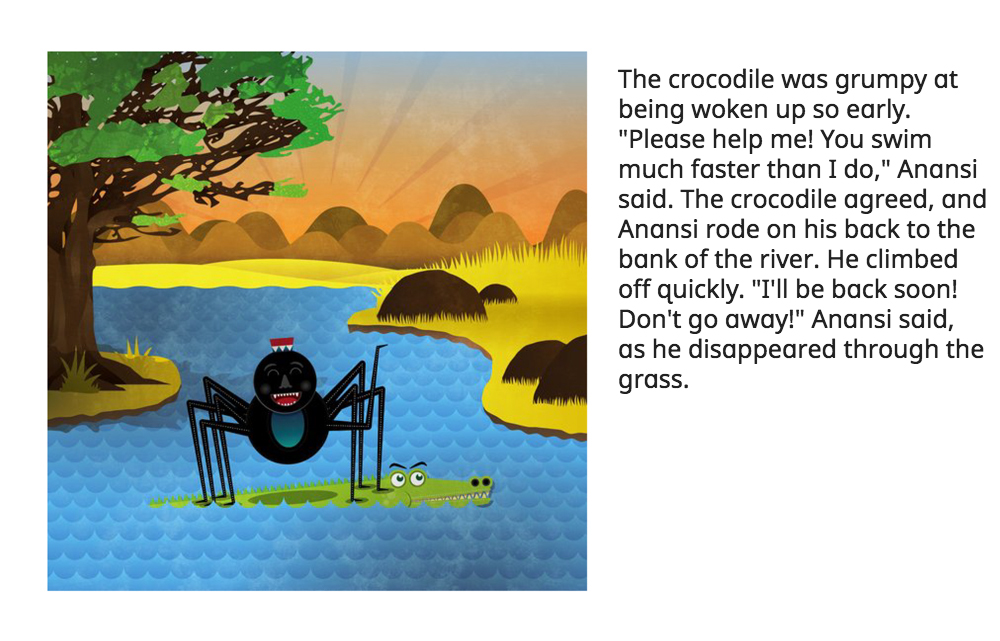 The crocodile was grumpy at
being woken up so early.
"Please help me! You swim
much faster than I do," Anansi
said. The crocodile agreed, and
Anansi rode on his back to the
bank of the river. He climbed
off quickly. "I'll be back soon!
Don't go away!" Anansi said,
as he disappeared through the
grass.